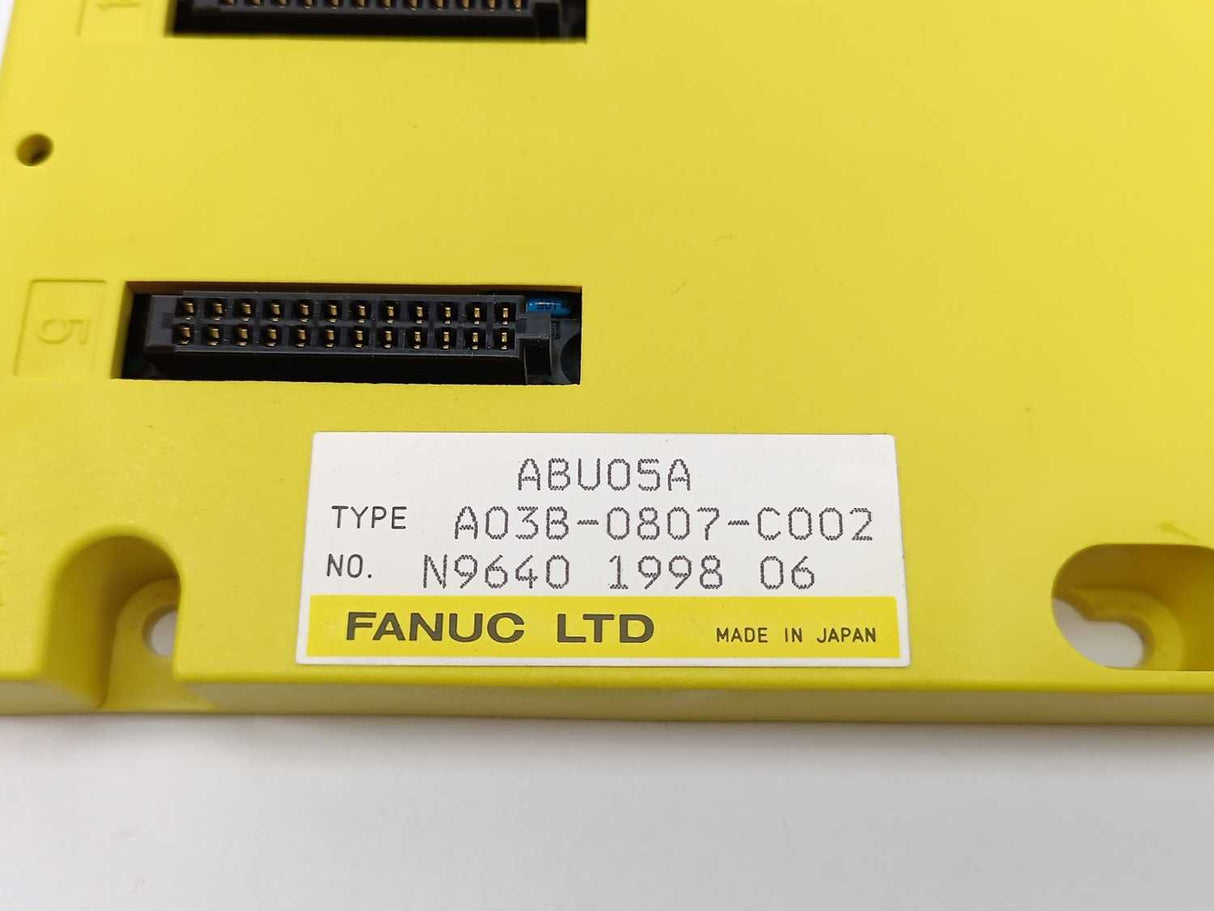 5
ABU05A
TYPE A03B-0807-C002
NO. N9640 1998 06
FANUC LTD MADE IN JAPAN